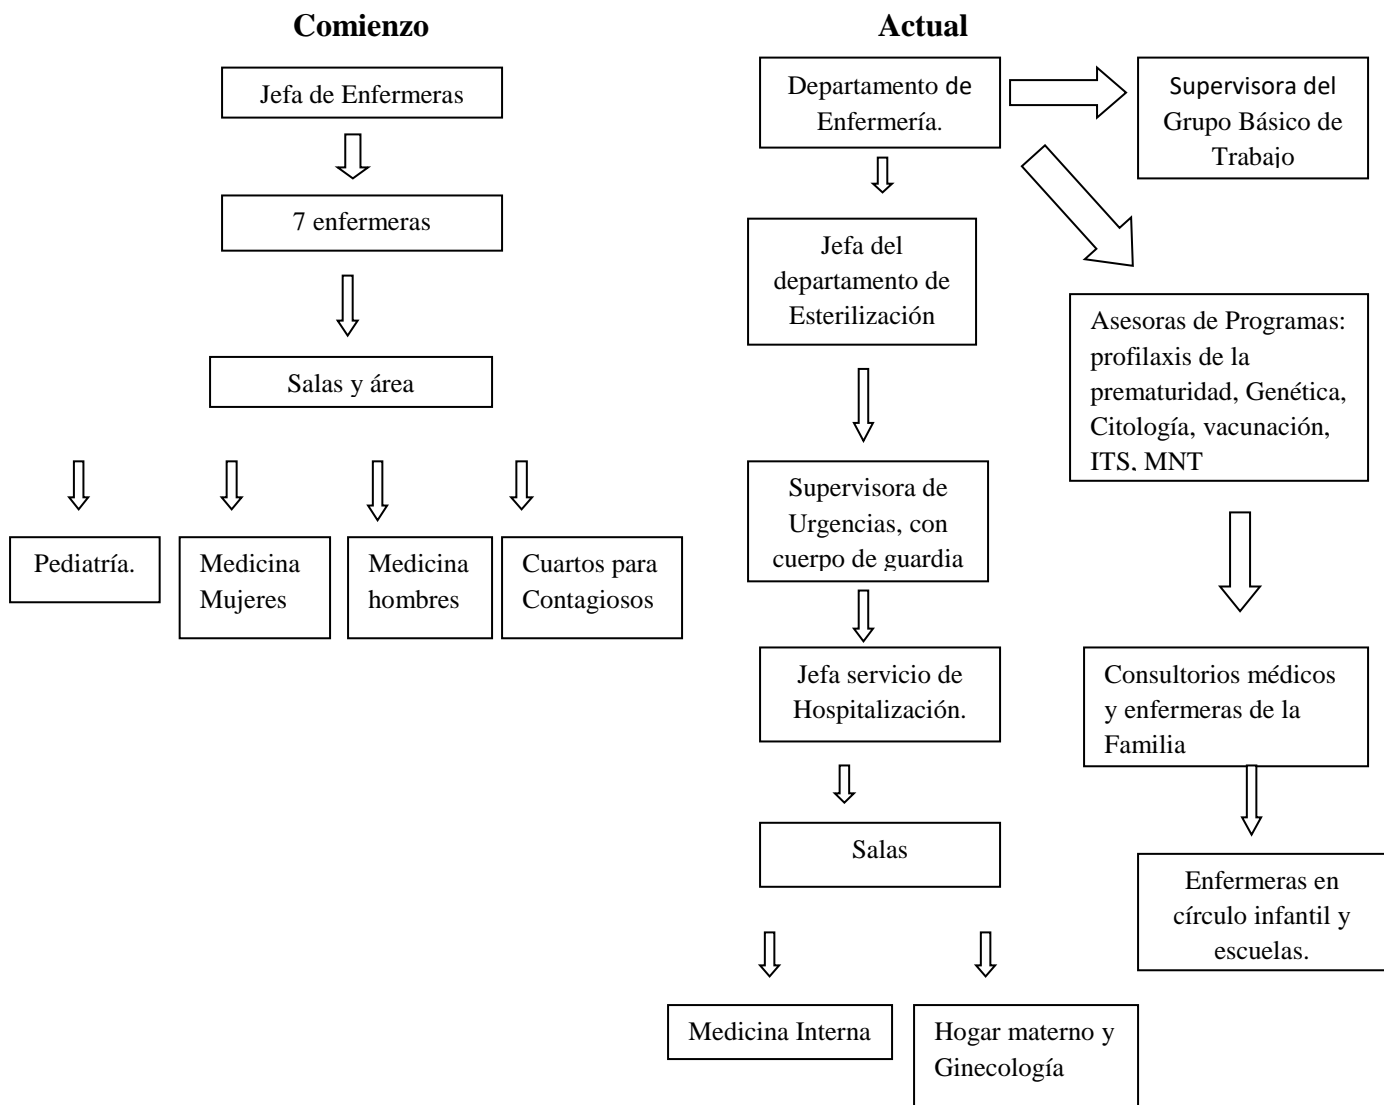 Comienzo
Jefa de Enfermeras
7 enfermeras
Salas y área
Pediatría.
Medicina
Mujeres
Medicina
hombres
Cuartos para
Contagiosos
Actual
Departamento de
Enfermería.
Supervisora del
Grupo Básico de
Trabajo
Jefa del
departamento de
Esterilización
Asesoras de Programas:
profilaxis de la
prematuridad, Genética,
Citología, vacunación,
ITS, MNT
Supervisora de
Urgencias, con
cuerpo de guardia
Jefa servicio de
Hospitalización.
Consultorios médicos
y enfermeras de la
Familia
Salas
Enfermeras en
círculo infantil y
escuelas.
Medicina Interna
Hogar materno y
Ginecología